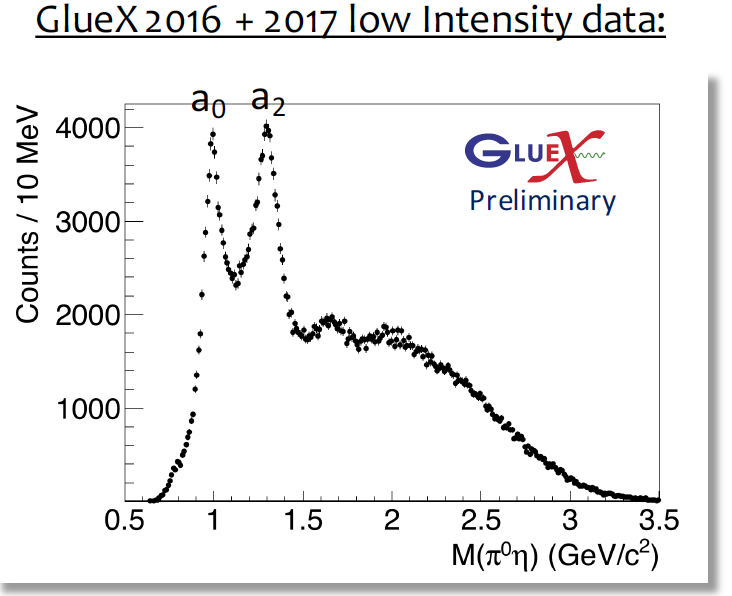 GlueX 2016 + 2017 low Intensity data:
a₀ a₂
GLUEX
Preliminary
Counts / 10 MeV
4000
3000
2000
1000
0.5 1 1.5 2 2.5 3 3.5
M(π⁰η) (GeV/c²)